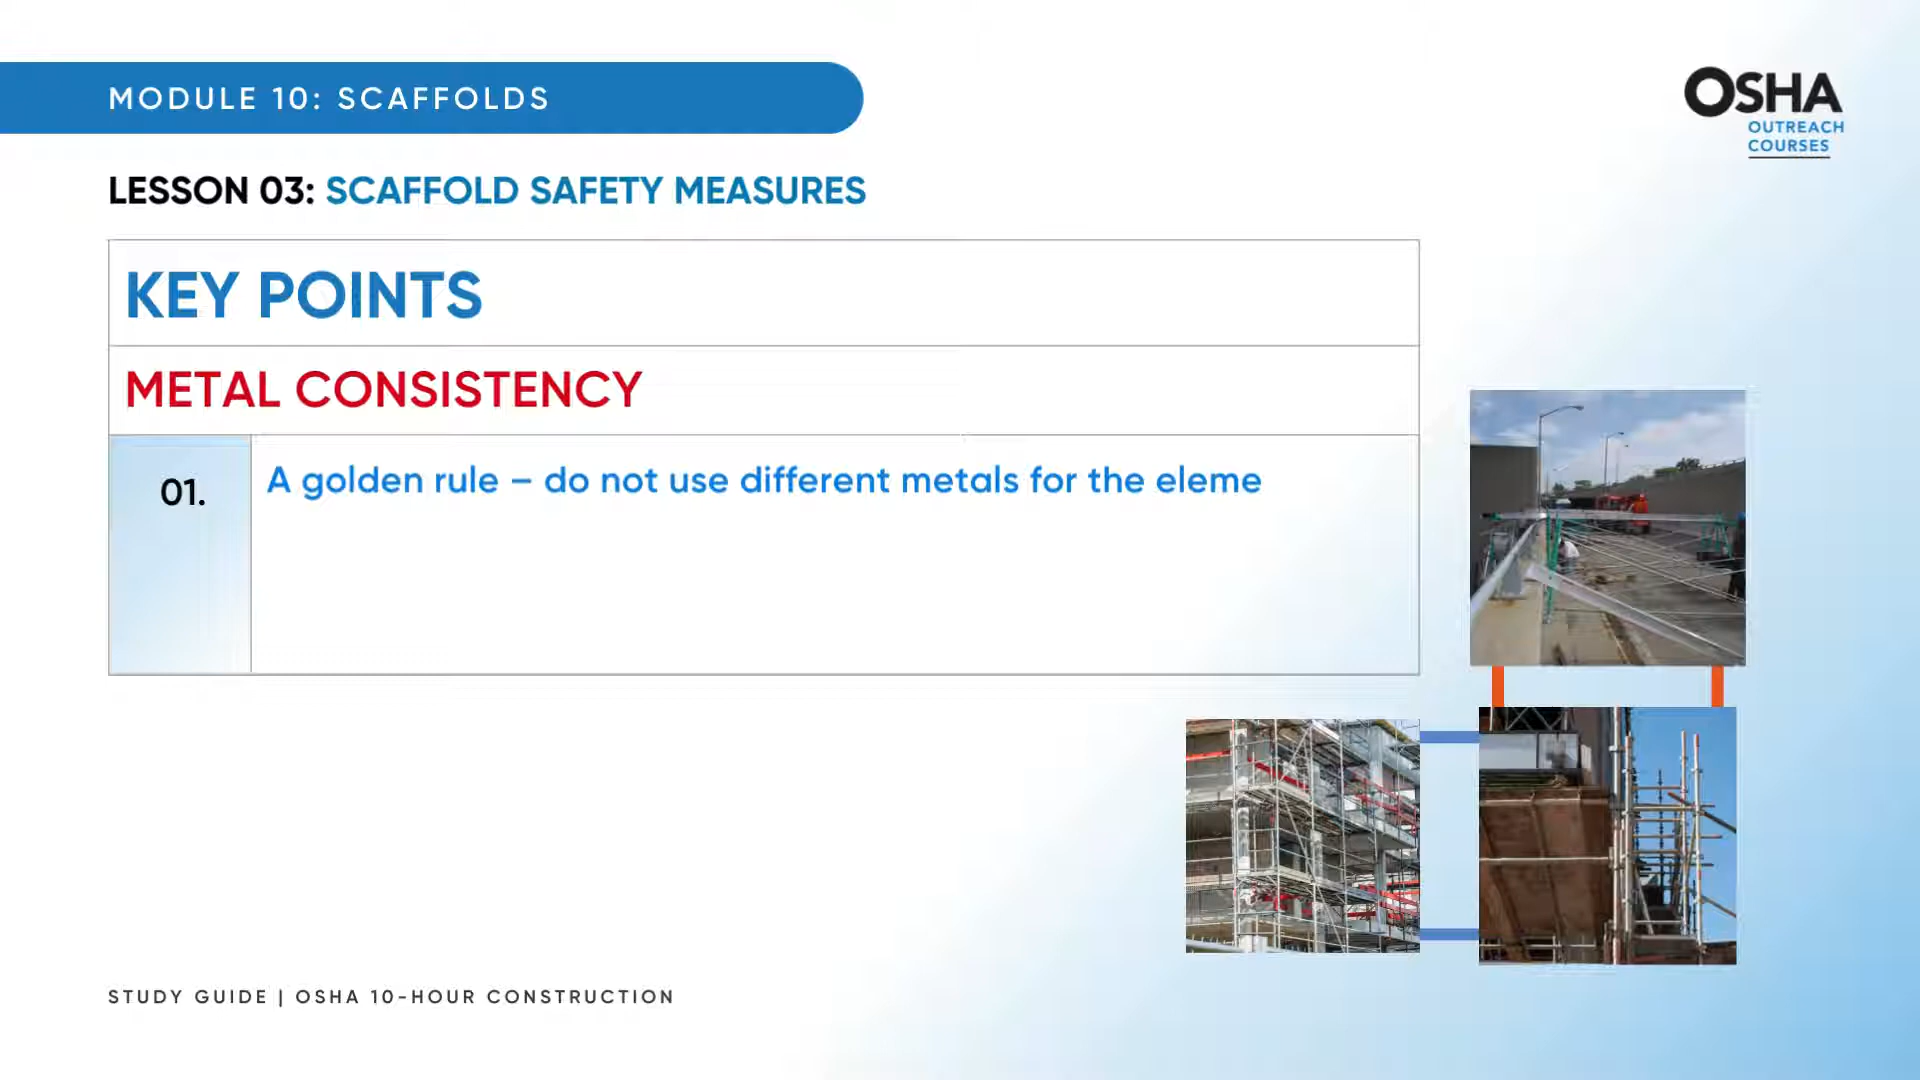 MODULE 10: SCAFFOLDS
OSHA
OUTREACH
COURSES
LESSON 03: SCAFFOLD SAFETY MEASURES
KEY POINTS
METAL CONSISTENCY
01.
A golden rule – do not use different metals for the eleme
STUDY GUIDE | OSHA 10-HOUR CONSTRUCTION